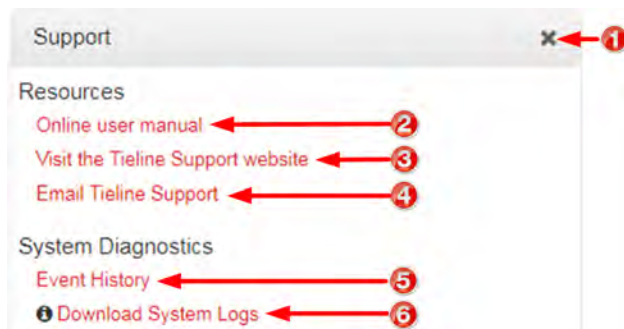 Support
1
Resources
Online user manual 2
Visit the Tieline Support website 3
Email Tieline Support 4
System Diagnostics
Event History 5
Download System Logs 6